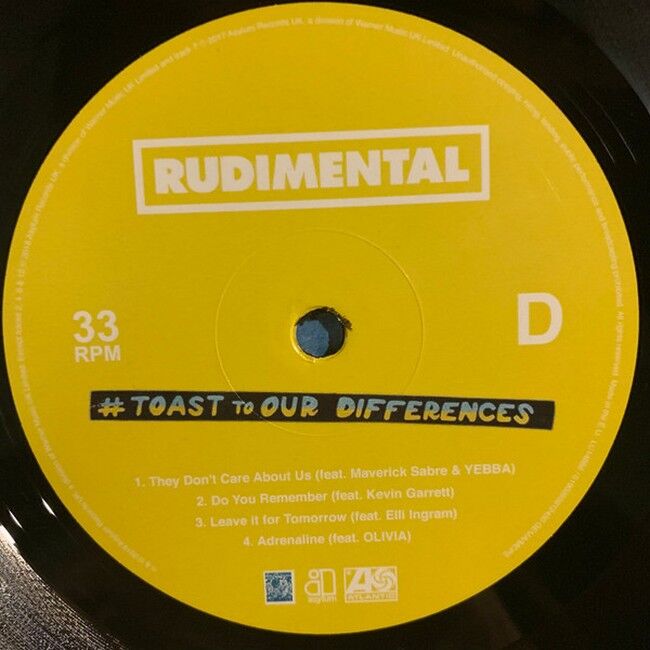 RUDIMENTAL
33
RPM
D
# TOAST TO OUR DIFFERENCES
1. They Don't Care About Us (feat. Maverick Sabre & YEBBA)
2. Do You Remember (feat. Kevin Garrett)
3. Leave it for Tomorrow (feat. Elli Ingram)
4. Adrenaline (feat. OLIVIA)
asylum
ATLANTIC